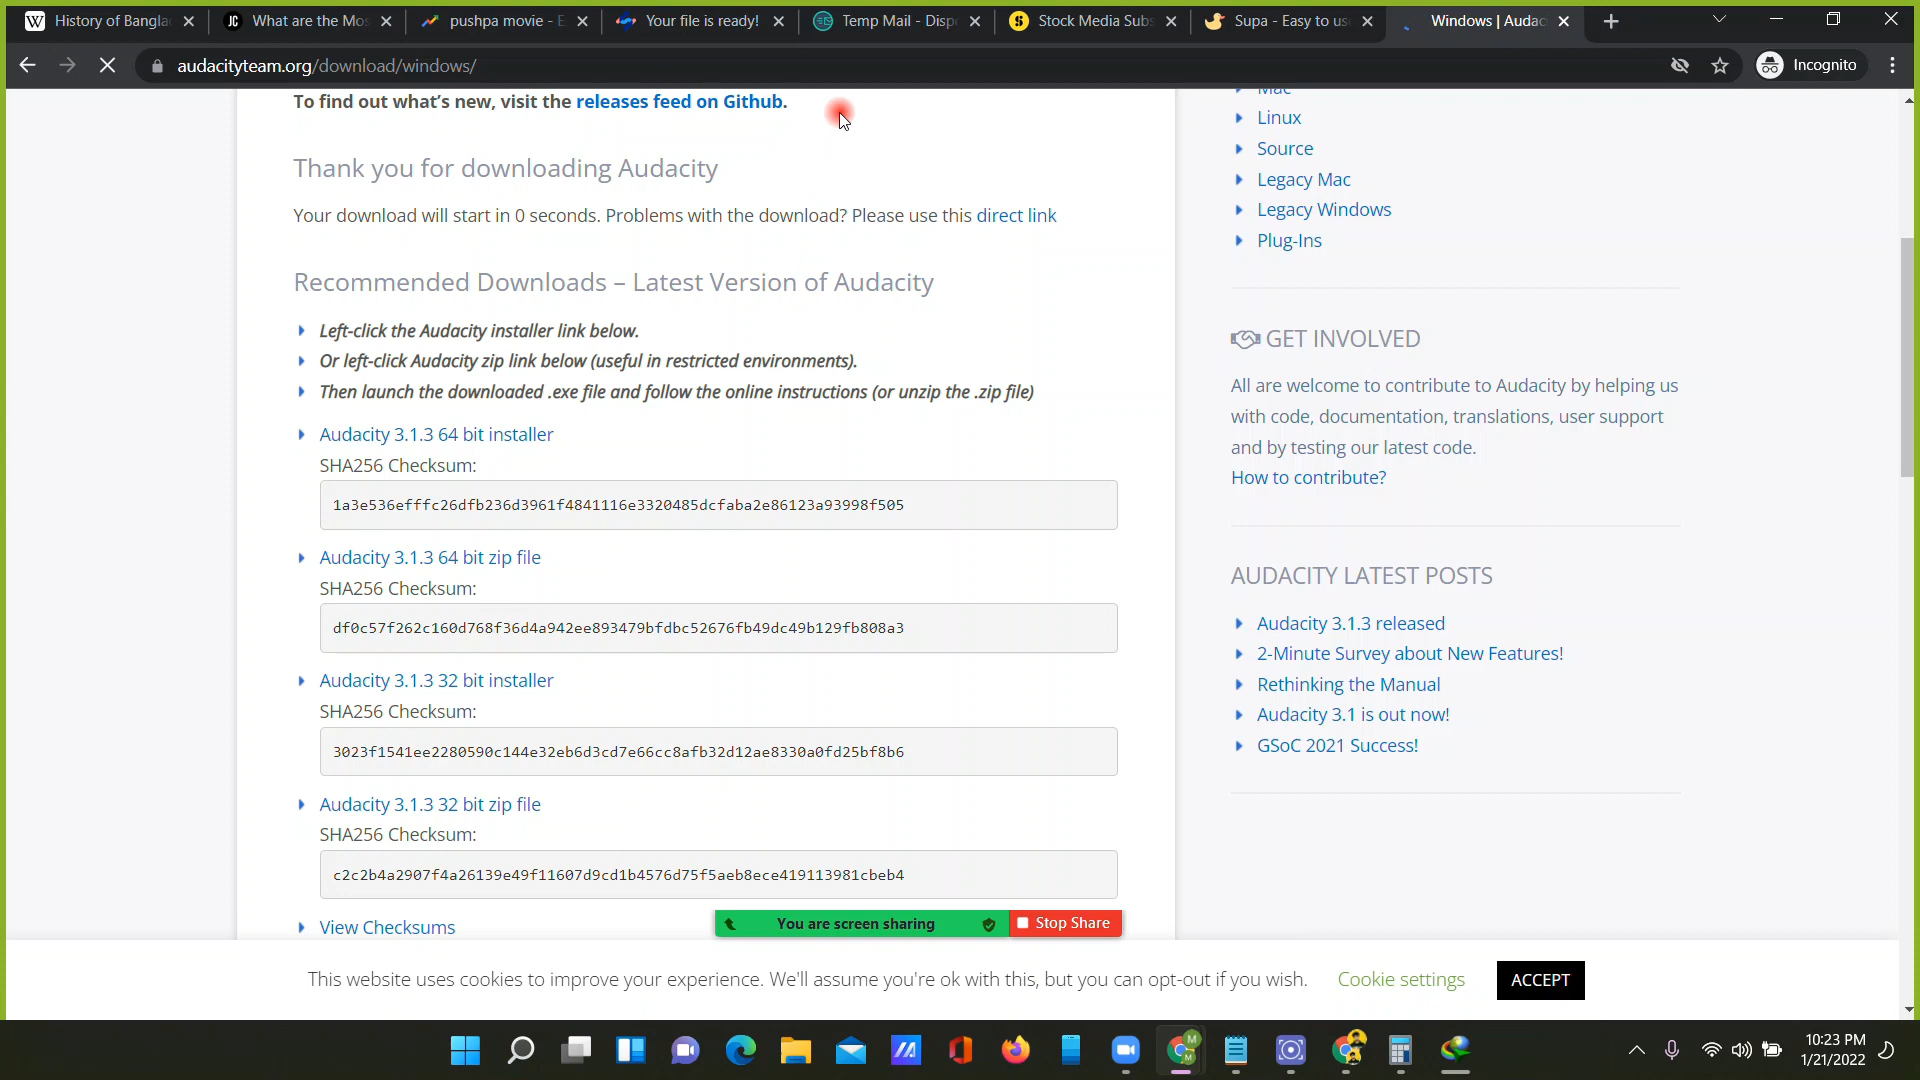 History of Bangla
What are the Mos
pushpa movie - E
Your file is ready!
Temp Mail - Disp
Stock Media Subs
Supa - Easy to us
Windows | Audac
audacityteam.org/download/windows/
Incognito
To find out what's new, visit the releases feed on Github.
Thank you for downloading Audacity
Your download will start in 0 seconds. Problems with the download? Please use this direct link
Recommended Downloads – Latest Version of Audacity
Left-click the Audacity installer link below.
Or left-click Audacity zip link below (useful in restricted environments).
Then launch the downloaded .exe file and follow the online instructions (or unzip the .zip file)
Audacity 3.1.3 64 bit installer
SHA256 Checksum:
1a3e536efffc26dfb236d3961f4841116e3320485dcfaba2e86123a93998f505
Audacity 3.1.3 64 bit zip file
SHA256 Checksum:
df0c57f262c160d768f36d4a942ee893479bfdbc52676fb49dc49b129fb808a3
Audacity 3.1.3 32 bit installer
SHA256 Checksum:
3023f1541ee2280590c144e32eb6d3cd7e66cc8afb32d12ae8330a0fd25bf8b6
Audacity 3.1.3 32 bit zip file
SHA256 Checksum:
c2c2b4a2907f4a26139e49f11607d9cd1b4576d75f5aeb8ece419113981cbeb4
View Checksums
Mac
Linux
Source
Legacy Mac
Legacy Windows
Plug-Ins
GET INVOLVED
All are welcome to contribute to Audacity by helping us
with code, documentation, translations, user support
and by testing our latest code.
How to contribute?
AUDACITY LATEST POSTS
Audacity 3.1.3 released
2-Minute Survey about New Features!
Rethinking the Manual
Audacity 3.1 is out now!
GSoC 2021 Success!
You are screen sharing
Stop Share
This website uses cookies to improve your experience. We'll assume you're ok with this, but you can opt-out if you wish.
Cookie settings
ACCEPT
10:23 PM
1/21/2022